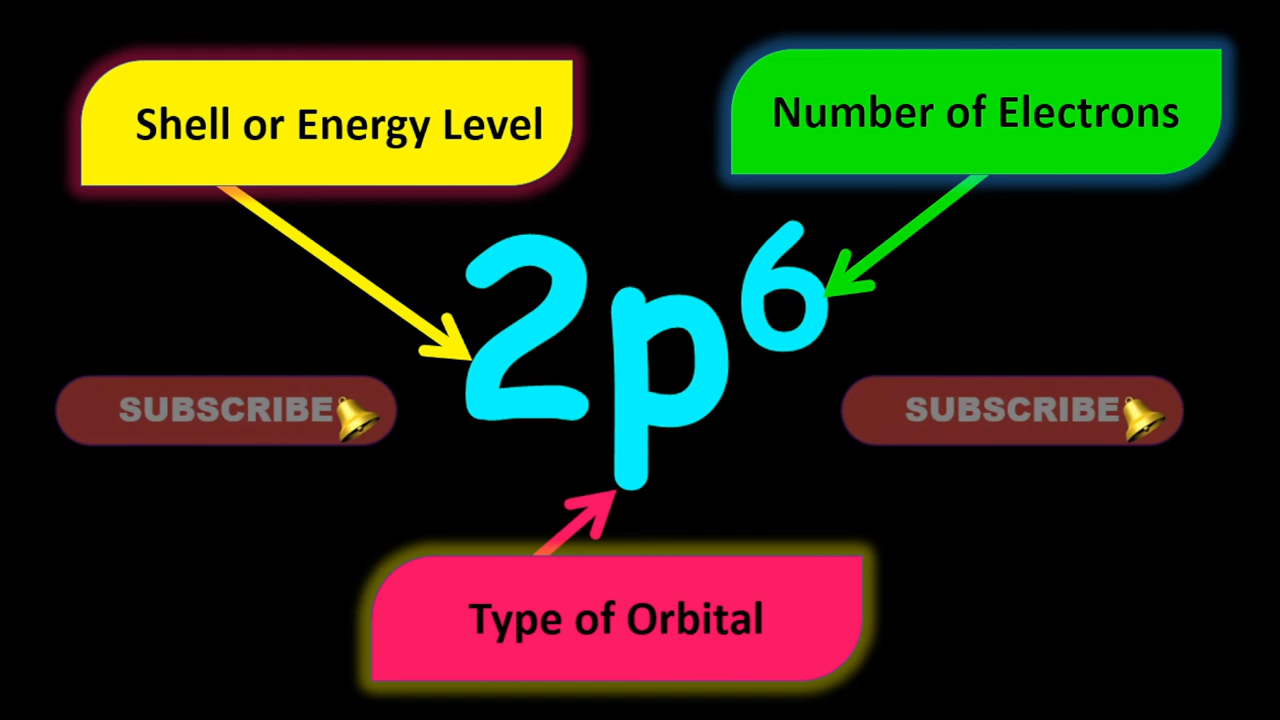 Shell or Energy Level
Number of Electrons
2p⁶
SUBSCRIBE
SUBSCRIBE
Type of Orbital